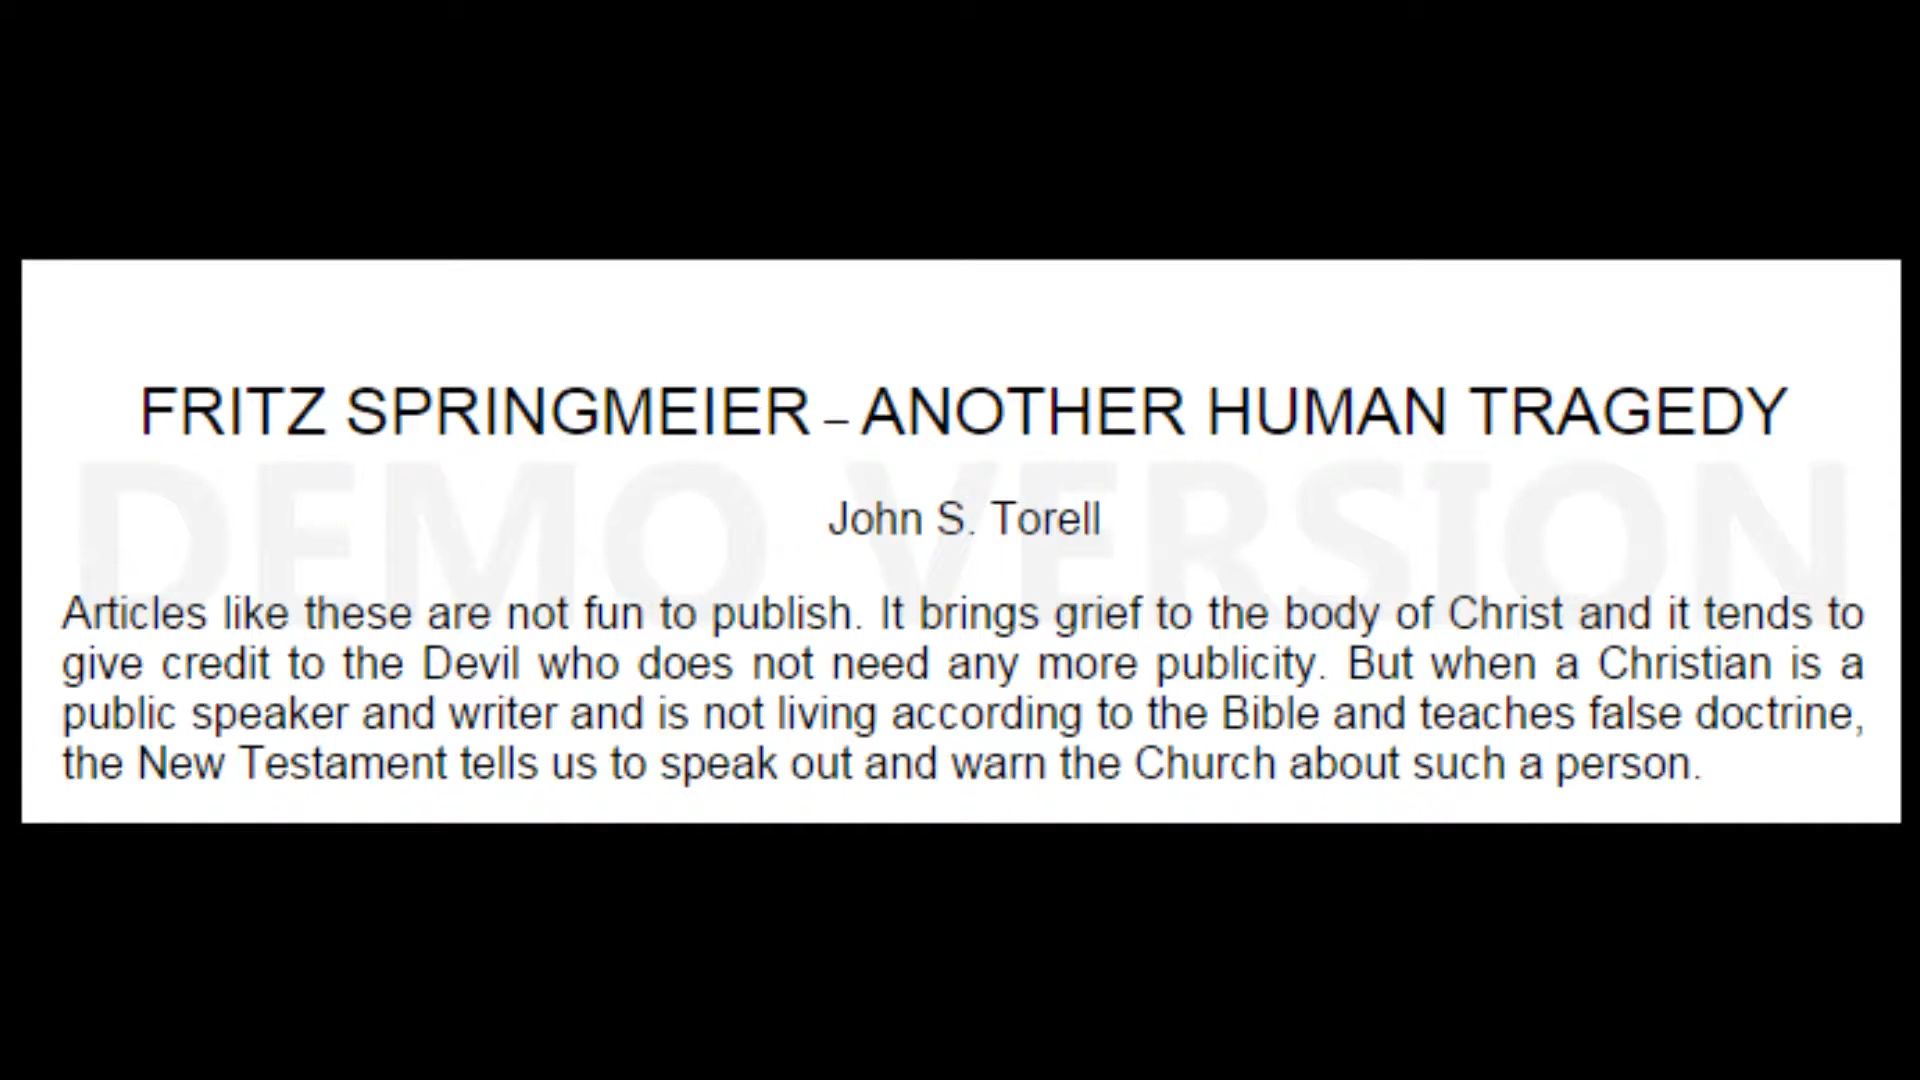 FRITZ SPRINGMEIER – ANOTHER HUMAN TRAGEDY
DEMO VERSION
John S. Torell
Articles like these are not fun to publish. It brings grief to the body of Christ and it tends to
give credit to the Devil who does not need any more publicity. But when a Christian is a
public speaker and writer and is not living according to the Bible and teaches false doctrine,
the New Testament tells us to speak out and warn the Church about such a person.